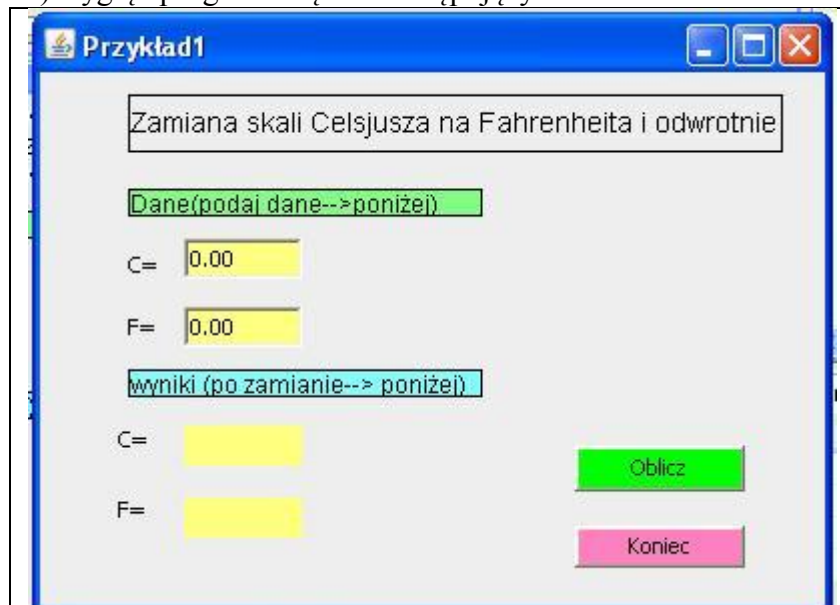 Przykład1
Zamiana skali Celsjusza na Fahrenheita i odwrotnie
Dane(podaj dane-->poniżej)
C= 0.00
F= 0.00
wyniki (po zamianie--> poniżej)
C=
F=
Oblicz
Koniec